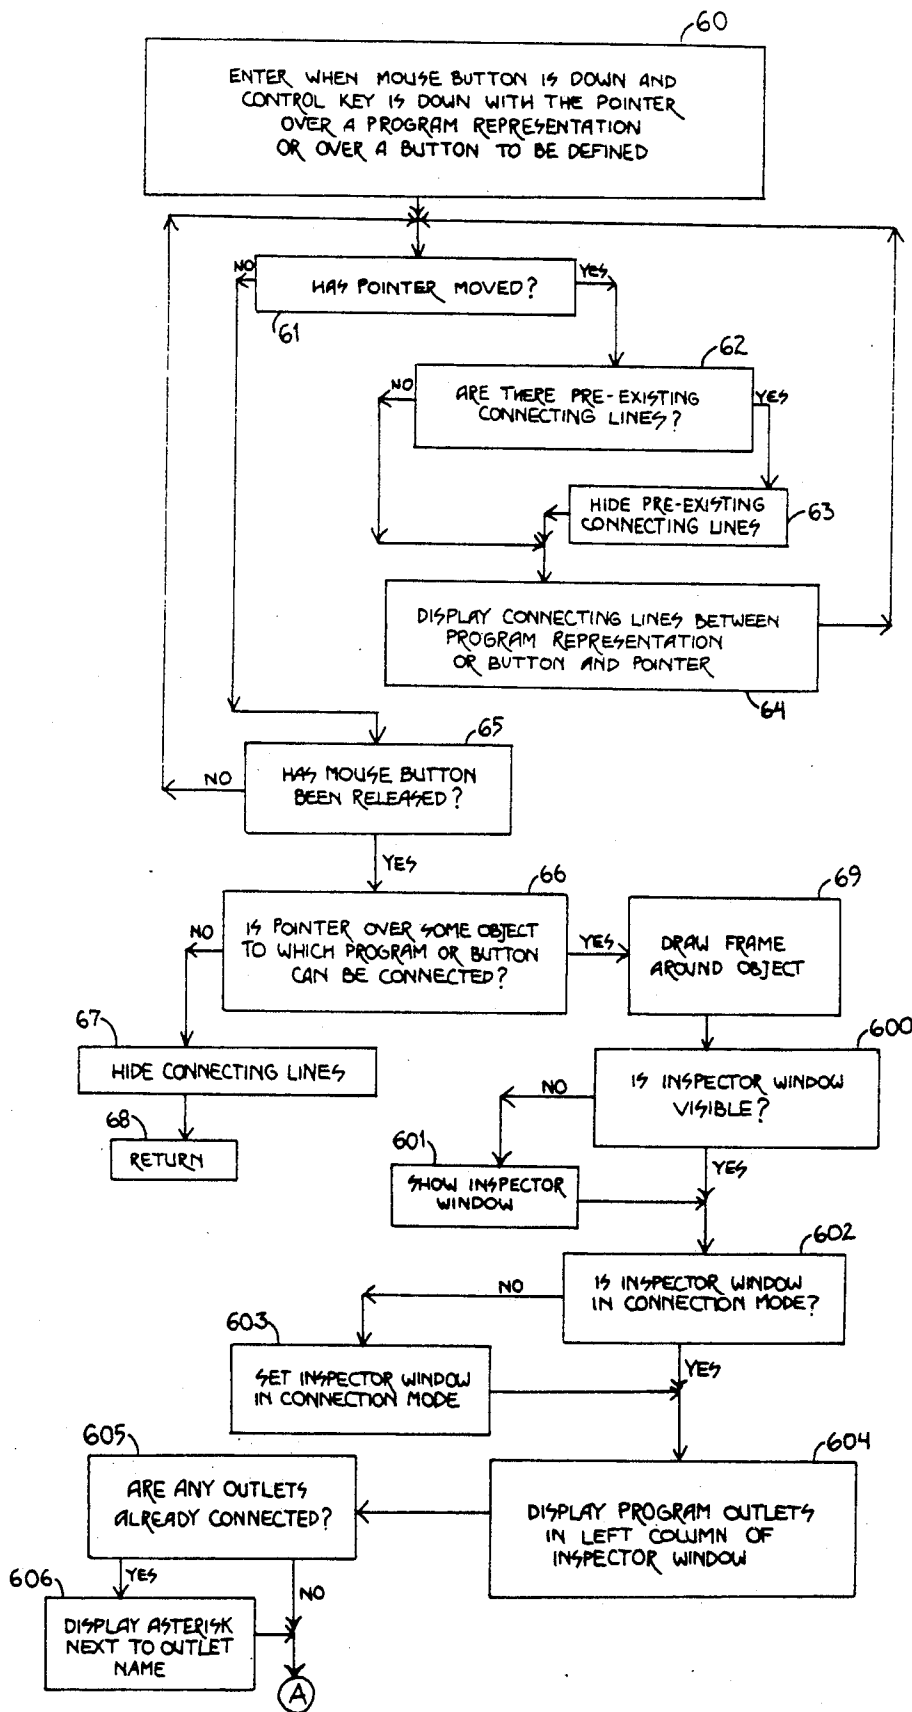 60
ENTER WHEN MOUSE BUTTON IS DOWN AND
CONTROL KEY IS DOWN WITH THE POINTER
OVER A PROGRAM REPRESENTATION
OR OVER A BUTTON TO BE DEFINED
NO
HAS POINTER MOVED?
YES
61
62
NO
ARE THERE PRE-EXISTING
CONNECTING LINES?
YES
HIDE PRE-EXISTING
CONNECTING LINES
63
DISPLAY CONNECTING LINES BETWEEN
PROGRAM REPRESENTATION
OR BUTTON AND POINTER
64
65
NO
HAS MOUSE BUTTON
BEEN RELEASED?
YES
66
NO
IS POINTER OVER SOME OBJECT
TO WHICH PROGRAM OR BUTTON
CAN BE CONNECTED?
YES
69
DRAW FRAME
AROUND OBJECT
67
HIDE CONNECTING LINES
68
RETURN
600
NO
IS INSPECTOR WINDOW
VISIBLE?
YES
601
SHOW INSPECTOR
WINDOW
602
NO
IS INSPECTOR WINDOW
IN CONNECTION MODE?
YES
603
SET INSPECTOR WINDOW
IN CONNECTION MODE
604
DISPLAY PROGRAM OUTLETS
IN LEFT COLUMN OF
INSPECTOR WINDOW
605
ARE ANY OUTLETS
ALREADY CONNECTED?
YES
NO
606
DISPLAY ASTERISK
NEXT TO OUTLET
NAME
A